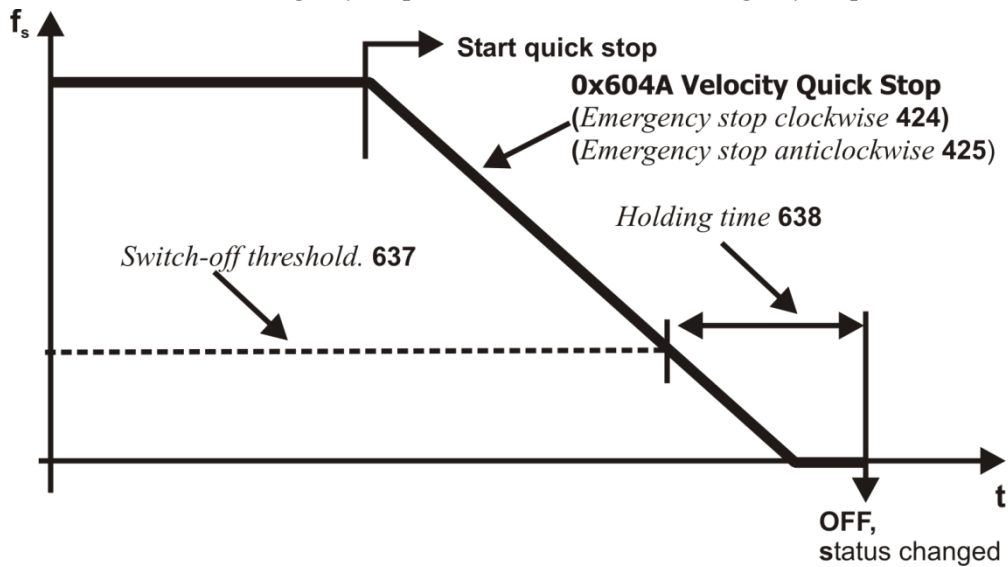 f_s
Start quick stop
0x604A Velocity Quick Stop
(Emergency stop clockwise 424)
(Emergency stop anticlockwise 425)
Holding time 638
Switch-off threshold. 637
t
OFF,
status changed